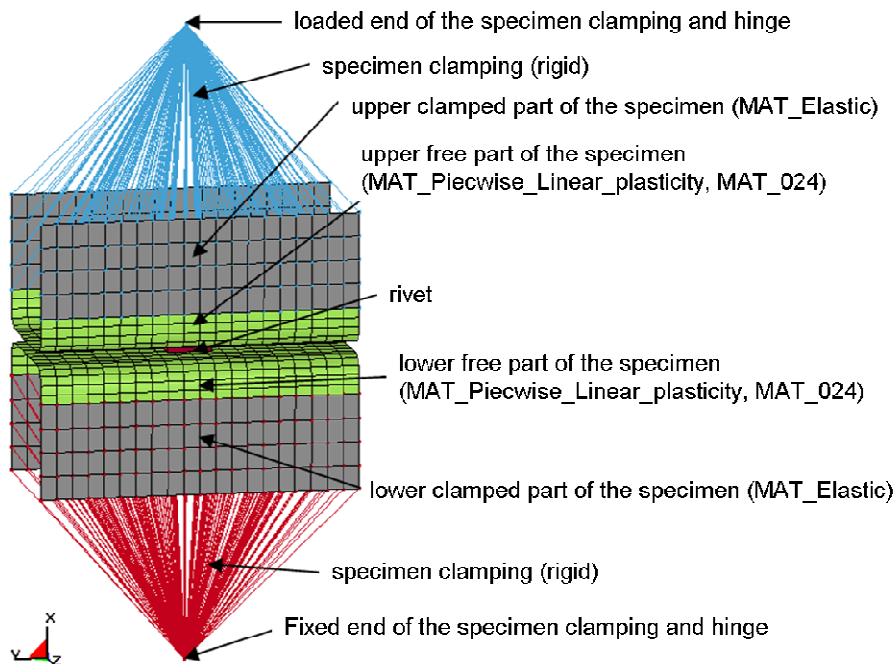 loaded end of the specimen clamping and hinge
specimen clamping (rigid)
upper clamped part of the specimen (MAT_Elastic)
upper free part of the specimen
(MAT_Piecwise_Linear_plasticity, MAT_024)
rivet
lower free part of the specimen
(MAT_Piecwise_Linear_plasticity, MAT_024)
lower clamped part of the specimen (MAT_Elastic)
specimen clamping (rigid)
Fixed end of the specimen clamping and hinge
X
Y Z